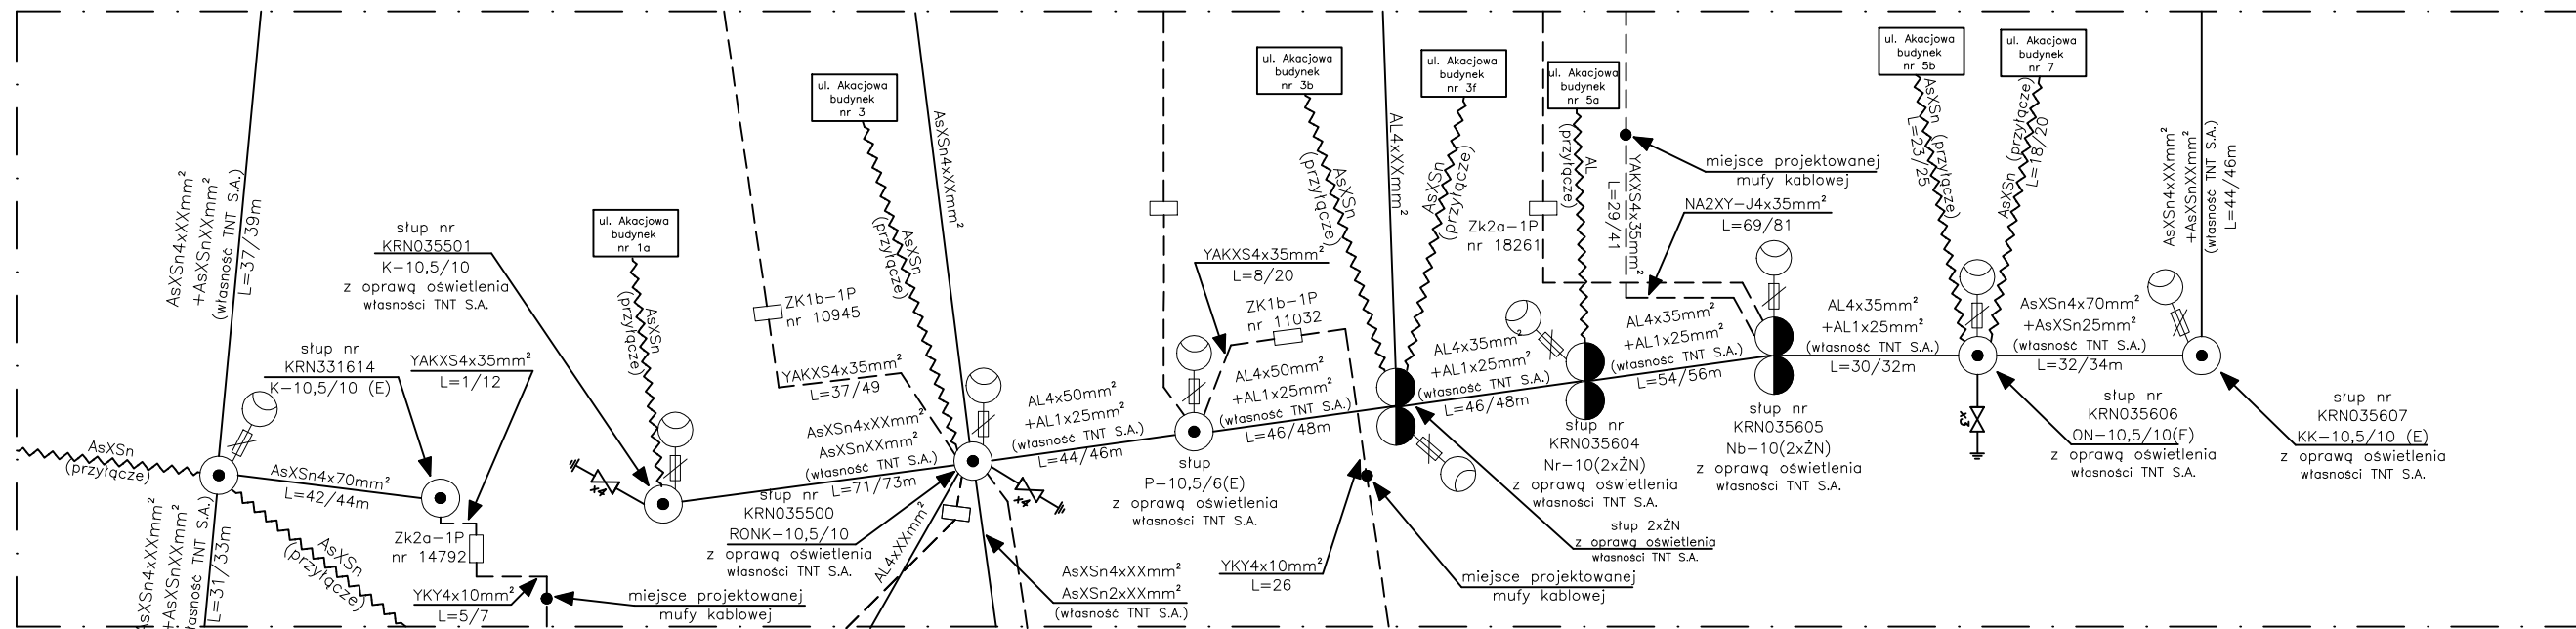 AsXSn4xXXmm²
+AsXSnXXmm²
(własność TNT S.A.)
L=37/39m
słup nr
KRN331614
K-10,5/10 (E)
YAKXS4x35mm²
L=1/12
AsXSn
(przyłącze)
AsXSn4x70mm²
L=42/44m
AsXSn4xXXmm²
+AsXSnXXmm²
własność TNT S.A.)
L=31/33m
AsXSn
(przyłącze)
Zk2a-1P
nr 14792
YKY4x10mm²
L=5/7
miejsce projektowanej
mufy kablowej
słup nr
KRN035501
K-10,5/10
z oprawą oświetlenia
własności TNT S.A.
ul. Akacjowa
budynek
nr 1a
AsXSn
(przyłącze)
x4
ZK1b-1P
nr 10945
YAKXS4x35mm²
L=37/49
AsXSn4xXXmm²
AsXSnXXmm²
(własność TNT S.A.)
L=71/73m
słup nr
KRN035500
RONK-10,5/10
z oprawą oświetlenia
własności TNT S.A.
ul. Akacjowa
budynek
nr 3
AsXSn
(przyłącze)
AsXSn4xXXmm²
x4
AL4xXXmm²
AsXSn4xXXmm²
AsXSn2xXXmm²
(własność TNT S.A.)
AL4x50mm²
+AL1x25mm²
(własność TNT S.A.)
L=44/46m
słup
P-10,5/6(E)
z oprawą oświetlenia
własności TNT S.A.
YAKXS4x35mm²
L=8/20
ZK1b-1P
nr 11032
AL4x50mm²
+AL1x25mm²
(własność TNT S.A.)
L=46/48m
YKY4x10mm²
L=26
miejsce projektowanej
mufy kablowej
ul. Akacjowa
budynek
nr 3b
AsXSn
(przyłącze)
AL4xXXmm²
ul. Akacjowa
budynek
nr 3f
AsXSn
(przyłącze)
słup 2xŻN
z oprawą oświetlenia
własności TNT S.A.
AL4x35mm²
+AL1x25mm²
(własność TNT S.A.)
L=46/48m
Zk2a-1P
nr 18261
ul. Akacjowa
budynek
nr 5a
AL
(przyłącze)
słup nr
KRN035604
Nr-10(2xŻN)
z oprawą oświetlenia
własności TNT S.A.
YAKXS4x35mm²
L=29/41
miejsce projektowanej
mufy kablowej
NA2XY-J4x35mm²
L=69/81
AL4x35mm²
+AL1x25mm²
(własność TNT S.A.)
L=54/56m
słup nr
KRN035605
Nb-10(2xŻN)
z oprawą oświetlenia
własności TNT S.A.
AL4x35mm²
+AL1x25mm²
(własność TNT S.A.)
L=30/32m
ul. Akacjowa
budynek
nr 5b
AsXSn (przyłącze)
L=23/25
ul. Akacjowa
budynek
nr 7
AsXSn (przyłącze)
L=18/20
x3
słup nr
KRN035606
ON-10,5/10(E)
z oprawą oświetlenia
własności TNT S.A.
AsXSn4x70mm²
+AsXSn25mm²
(własność TNT S.A.)
L=32/34m
AsXSn4xXXmm²
+AsXSnXXmm²
(własność TNT S.A.)
L=44/46m
słup nr
KRN035607
KK-10,5/10 (E)
z oprawą oświetlenia
własności TNT S.A.